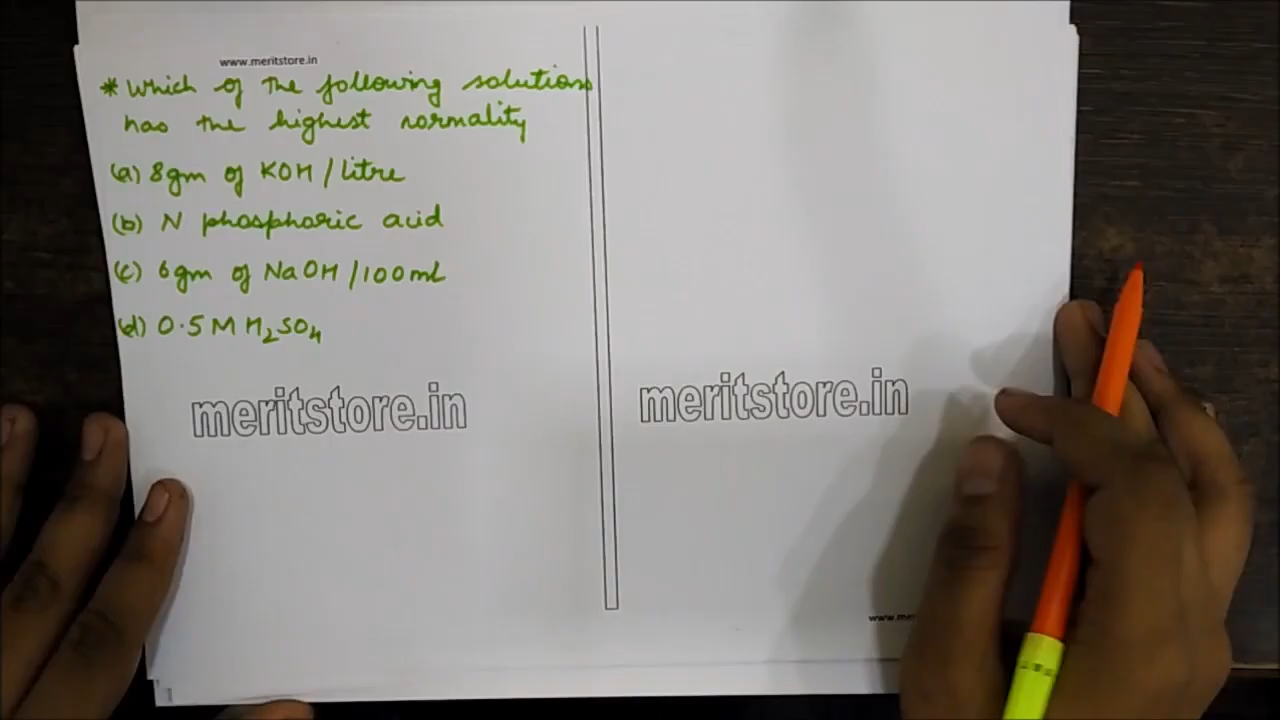 www.meritstore.in
* Which of the following solutions
has the highest normality
(a) 8gm of KOH / litre
(b) N phosphoric acid
(c) 6gm of NaOH /100ml
(d) 0.5 M H₂SO₄
meritstore.in
meritstore.in